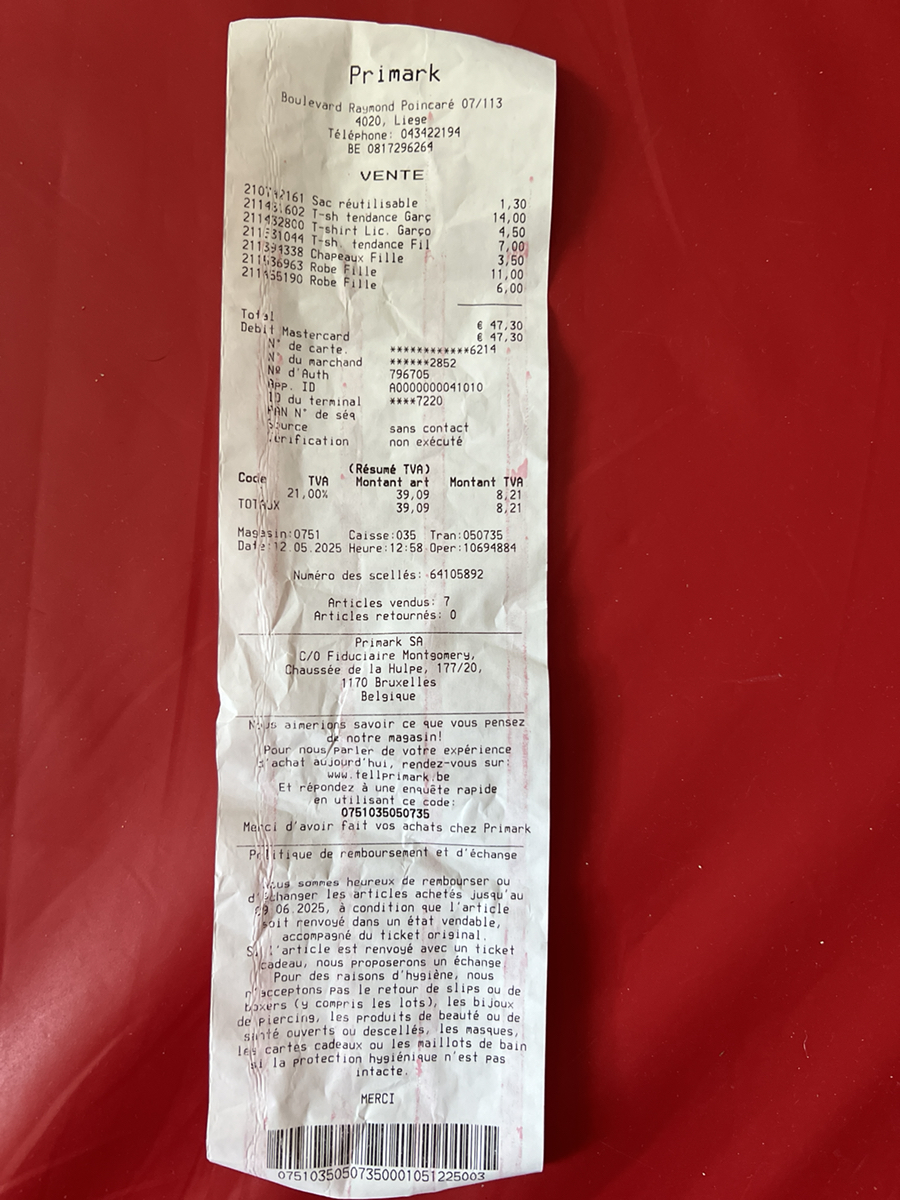 Primark
Boulevard Raymond Poincaré 07/113
4020, Liege
Téléphone: 043422194
BE 0817296264
VENTE
Sac réutilisable 1,30
T-sh tendance Garç 14,00
T-shirt Lic. Garço 4,50
T-sh tendance Fil 7,00
Chapeaux Fille 3,50
Robe Fille 11,00
Robe Fille 6,00
Total € 47,30
Debit Mastercard € 47,30
N° de carte. ************6214
N° du marchand ******2852
Nº d'Auth 796705
App. ID A0000000041010
ID du terminal ****7220
PAN N° de séq
Source sans contact
Vérification non exécuté
(Résumé TVA)
Code TVA Montant art Montant TVA
21,00% 39,09 8,21
TOTAUX 39,09 8,21
Magasin:0751 Caisse:035 Tran:050735
Date:12.05.2025 Heure:12:58 Oper:10694884
Numéro des scellés: 64105892
Articles vendus: 7
Articles retournés: 0
Primark SA
C/O Fiduciaire Montgomery,
Chaussée de la Hulpe, 177/20,
1170 Bruxelles
Belgique
Nous aimerions savoir ce que vous pensez
de notre magasin!
Pour nous parler de votre expérience
d'achat aujourd'hui, rendez-vous sur:
www.tellprimark.be
Et répondez à une enquête rapide
en utilisant ce code:
0751035050735
Merci d'avoir fait vos achats chez Primark
Politique de remboursement et d'échange
Nous sommes heureux de rembourser ou
d'échanger les articles achetés jusqu'au
09.06.2025, à condition que l'article
soit renvoyé dans un état vendable,
accompagné du ticket original.
Si l'article est renvoyé avec un ticket
cadeau, nous proposerons un échange
Pour des raisons d'hygiène, nous
n'acceptons pas le retour de slips ou de
boxers (y compris les lots), les bijoux
de piercing, les produits de beauté ou de
santé ouverts ou descellés, les masques,
les cartes cadeaux ou les maillots de bain
si la protection hygiénique n'est pas
intacte.
MERCI
07510350507350001051225003